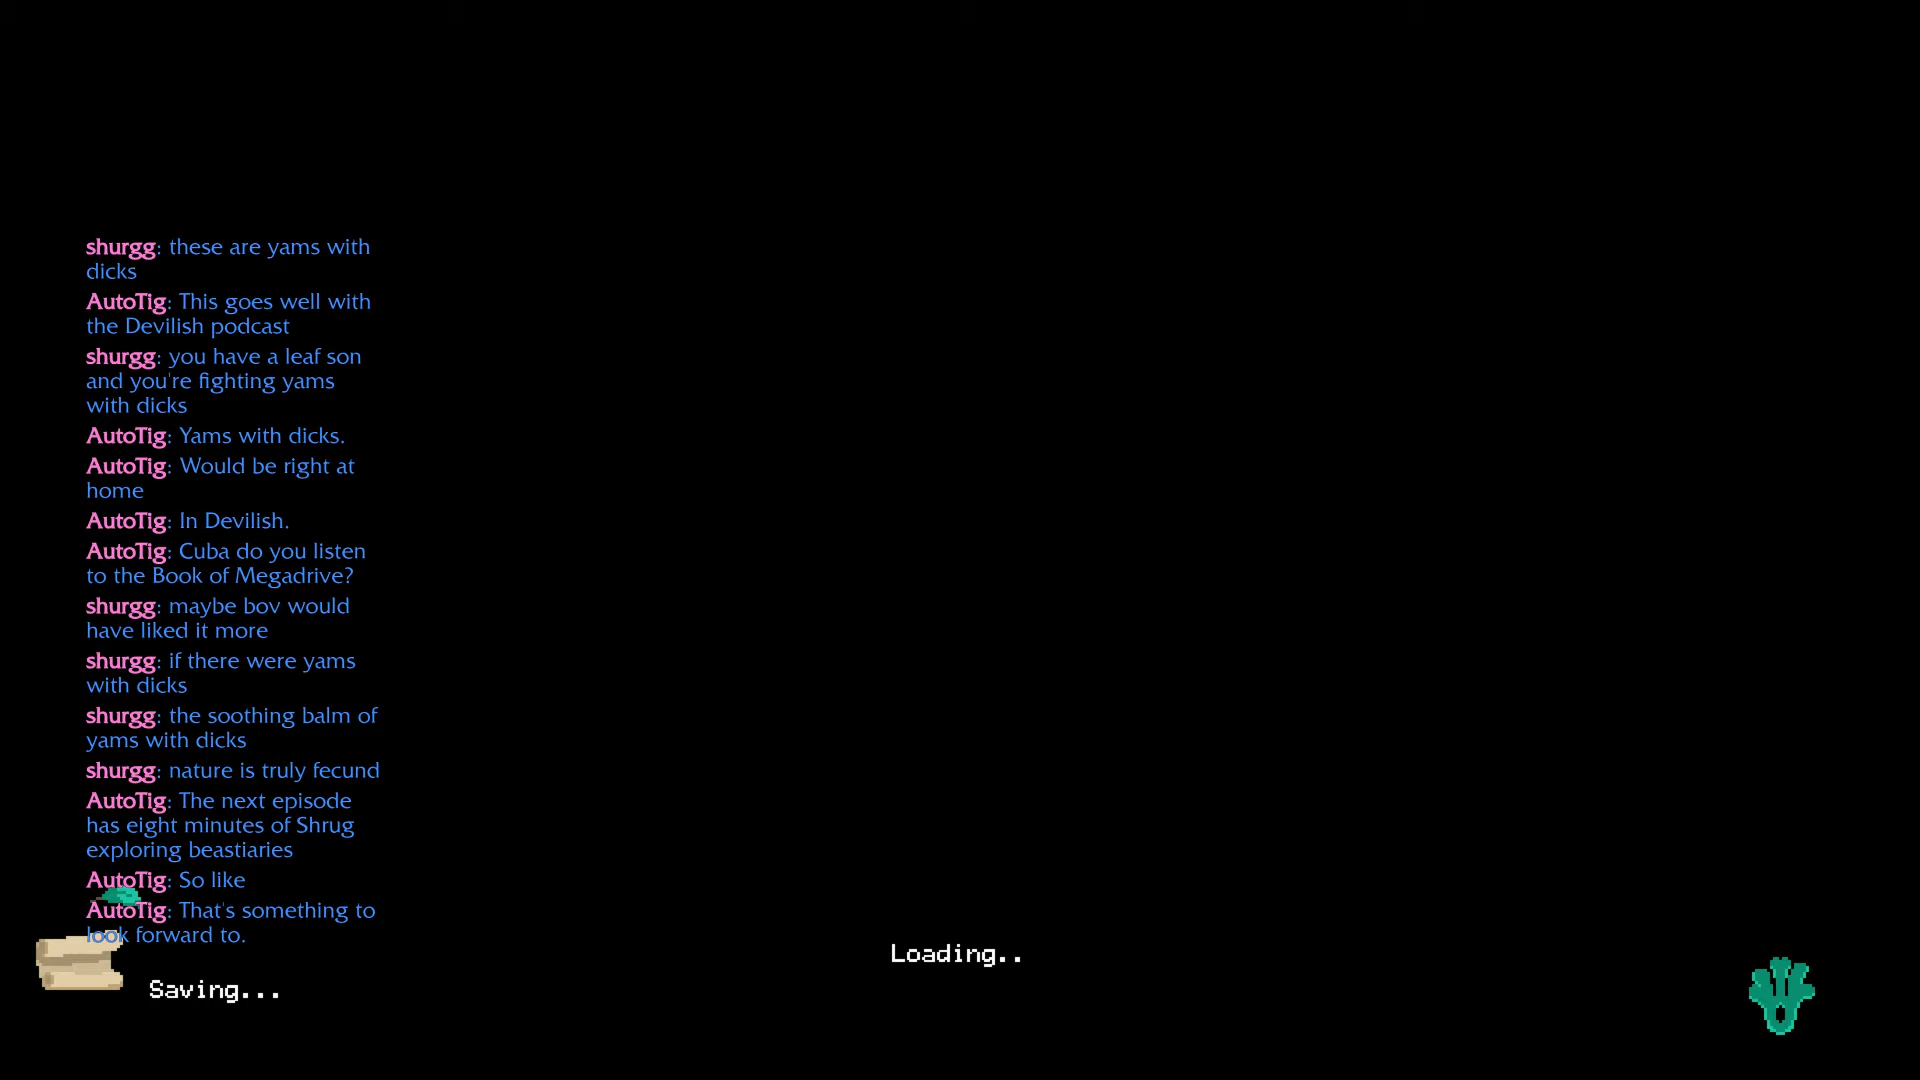 shurgg: these are yams with
dicks
AutoTig: This goes well with
the Devilish podcast
shurgg: you have a leaf son
and you're fighting yams
with dicks
AutoTig: Yams with dicks.
AutoTig: Would be right at
home
AutoTig: In Devilish.
AutoTig: Cuba do you listen
to the Book of Megadrive?
shurgg: maybe bov would
have liked it more
shurgg: if there were yams
with dicks
shurgg: the soothing balm of
yams with dicks
shurgg: nature is truly fecund
AutoTig: The next episode
has eight minutes of Shrug
exploring beastiaries
AutoTig: So like
AutoTig: That's something to
look forward to.
Loading..
Saving...